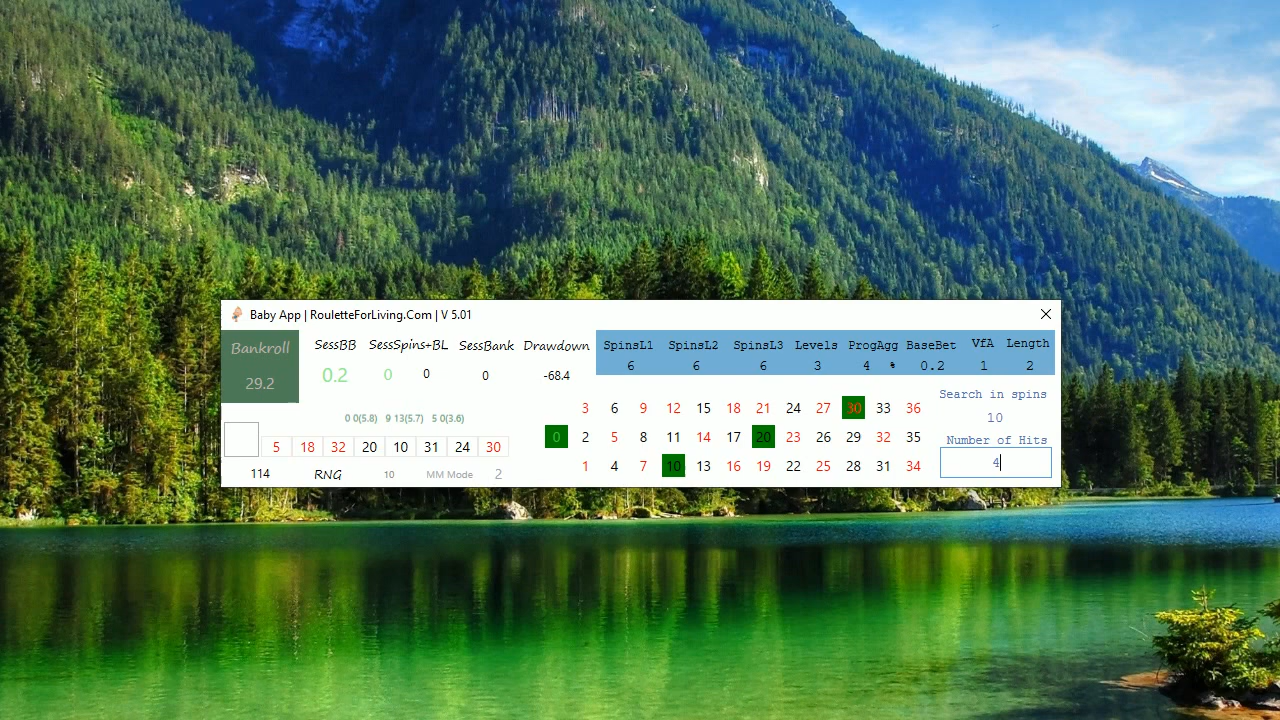 Baby App | RouletteForLiving.Com | V 5.01
Bankroll SessBB SessSpins+BL SessBank Drawdown SpinsL1 SpinsL2 SpinsL3 Levels ProgAgg BaseBet VfA Length
29.2 0.2 0 0 0 -68.4 6 6 6 3 4 % 0.2 1 2
Search in spins
3 6 9 12 15 18 21 24 27 30 33 36
0 0(5.8) 9 13(5.7) 5 0(3.6)
10
0 2 5 8 11 14 17 20 23 26 29 32 35
Number of Hits
5 18 32 20 10 31 24 30
1 4 7 10 13 16 19 22 25 28 31 34
4
114 RNG 10 MM Mode 2